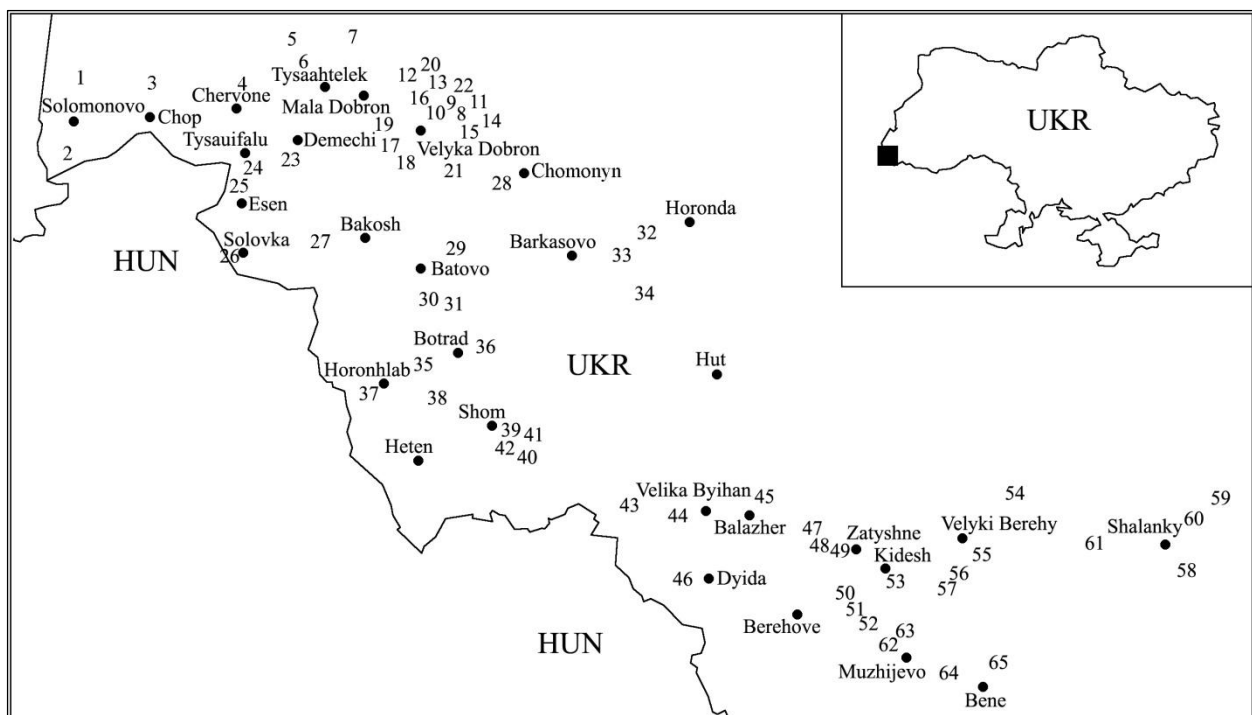 5
7
20
6
Tysaahtelek
12
13
1
3
4
22
Chervone
16
9
11
Mala Dobron
10
8
14
Solomonovo
Chop
19
15
Tysauifalu
Demechi
17
Velyka Dobron
2
24
23
18
21
Chomonyn
28
25
Esen
Horonda
Bakosh
32
Solovka
27
29
Barkasovo
33
26
HUN
Batovo
30
31
34
Botrad
36
35
UKR
Hut
Horonhlab
37
38
Shom
39
41
42
40
Heten
43
Velika Byihan
45
54
59
44
Balazher
47
Velyki Berehy
Shalanky
60
48
49
Zatyshne
61
Kidesh
55
58
46
Dyida
53
56
57
50
Berehove
51
52
HUN
63
62
Muzhijevo
64
65
Bene
UKR